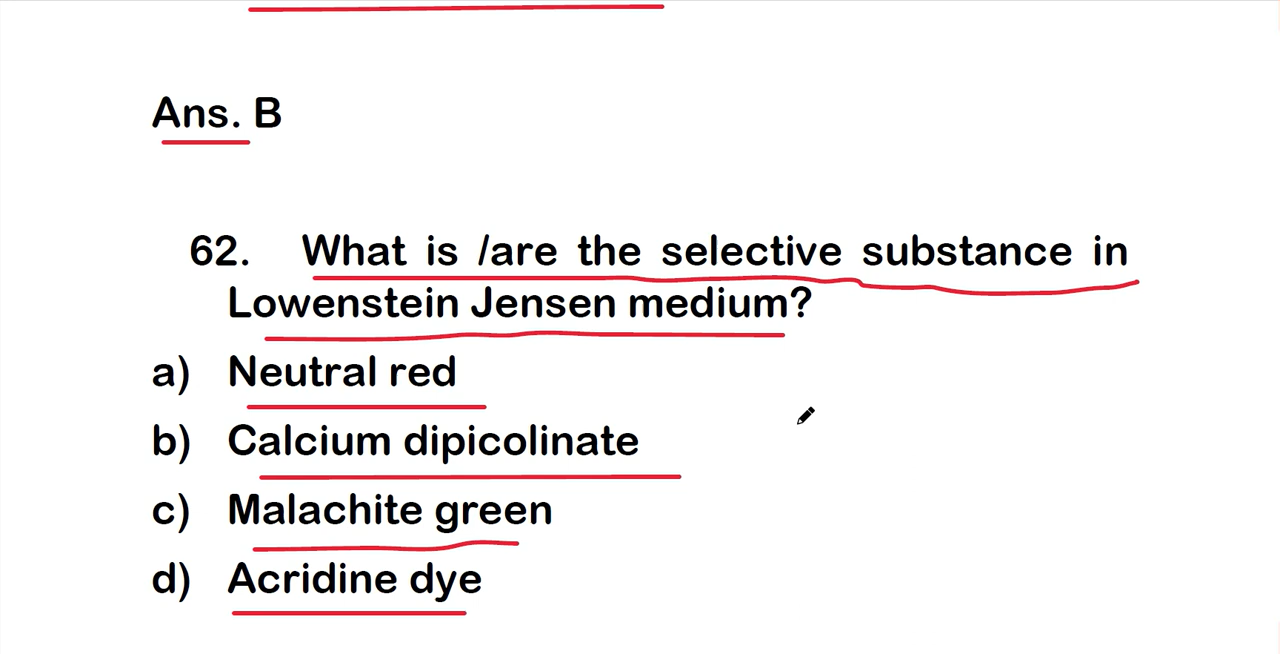 Ans. B
62. What is /are the selective substance in
Lowenstein Jensen medium?
a) Neutral red
b) Calcium dipicolinate
c) Malachite green
d) Acridine dye